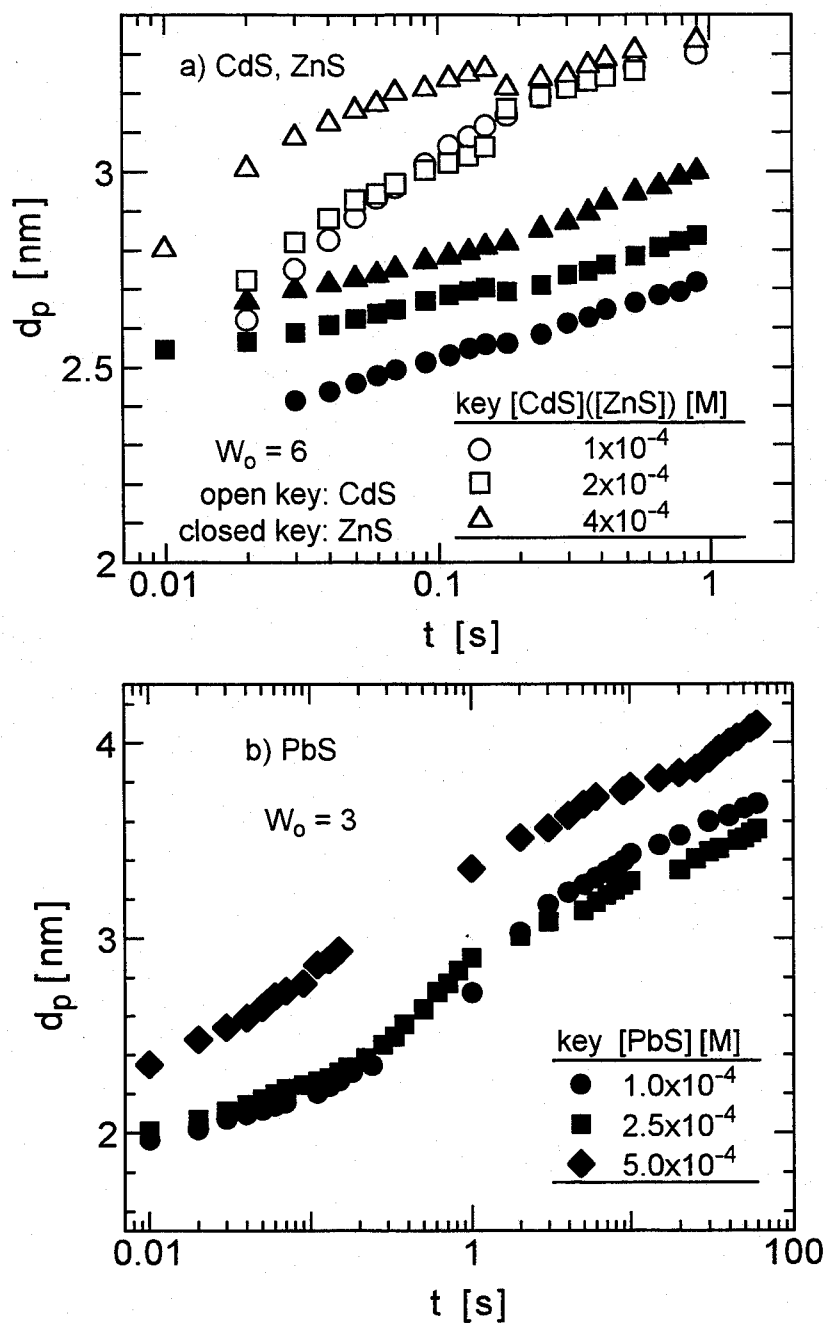 a) CdS, ZnS
3
2.5
2
d_p [nm]
W_o = 6
open key: CdS
closed key: ZnS
key [CdS]([ZnS]) [M]
1x10^-4
2x10^-4
4x10^-4
0.01 0.1 1
t [s]
b) PbS
W_o = 3
4
3
2
d_p [nm]
key [PbS] [M]
1.0x10^-4
2.5x10^-4
5.0x10^-4
0.01 1 100
t [s]